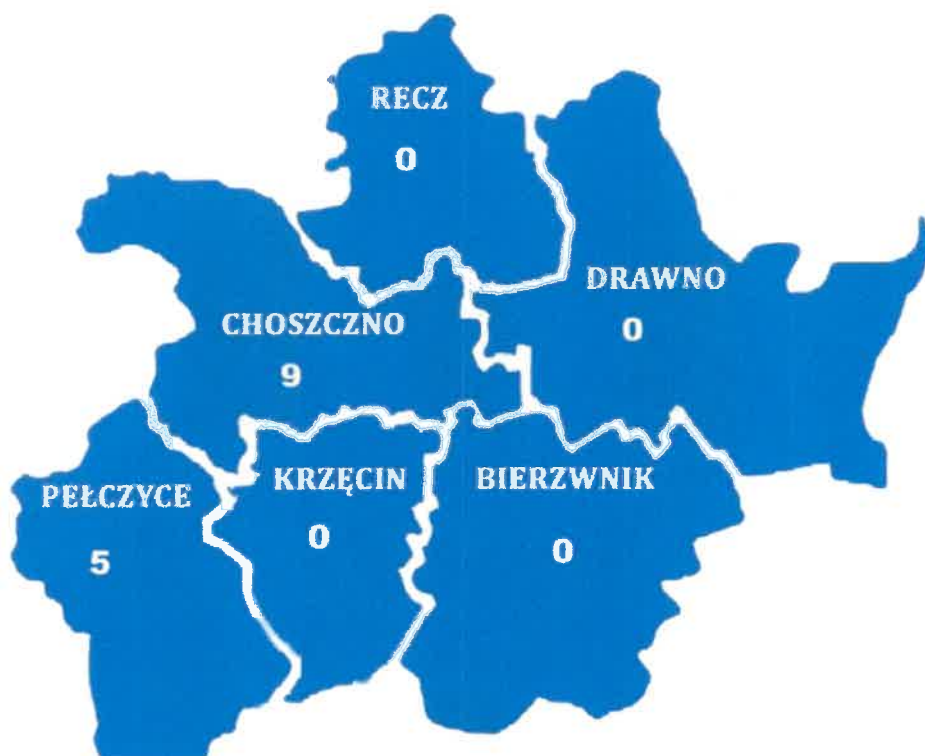 RECZ
0
DRAWNO
0
CHOSZCZNO
9
PEŁCZYCE
5
KRZĘCIN
0
BIERZWNIK
0